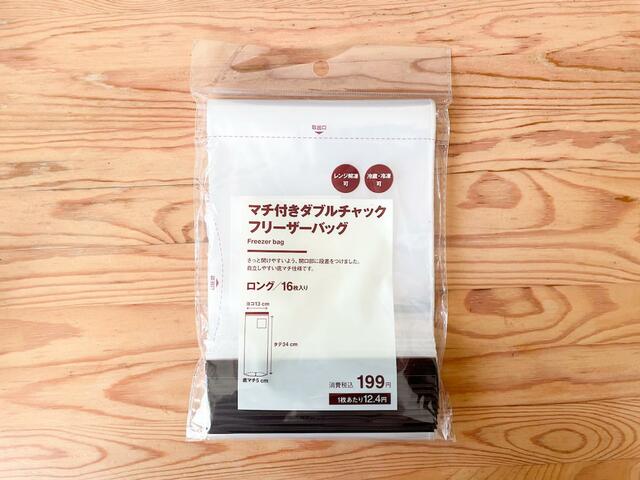 取出口
レンジ解凍
可
冷蔵・冷凍
可
マチ付きダブルチャック
フリーザーバッグ
Freezer bag
さっと開けやすいよう、開口部に段差をつけました。
自立しやすい底マチ仕様です。
ロング／16枚入り
ヨコ13 cm
タテ34 cm
底マチ5 cm
消費税込 199円
1枚あたり12.4円
取出口